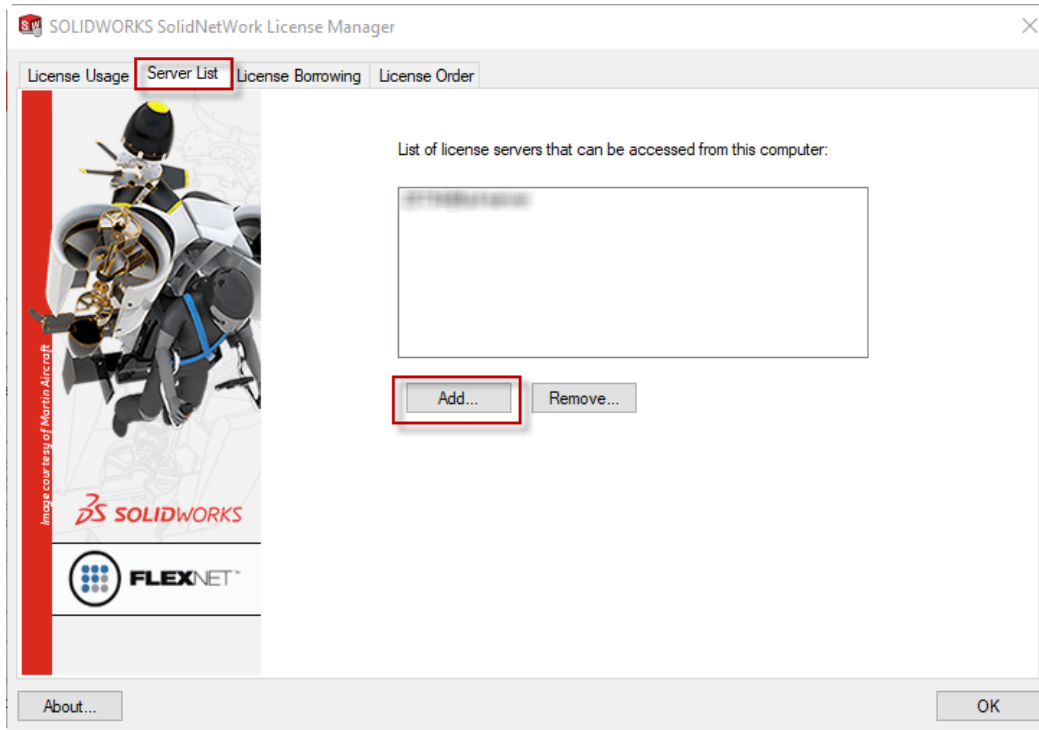 SOLIDWORKS SolidNetWork License Manager
License Usage Server List License Borrowing License Order
List of license servers that can be accessed from this computer:
Add... Remove...
Image courtesy of Martin Aircraft
SOLIDWORKS
FLEXNET™
About... OK